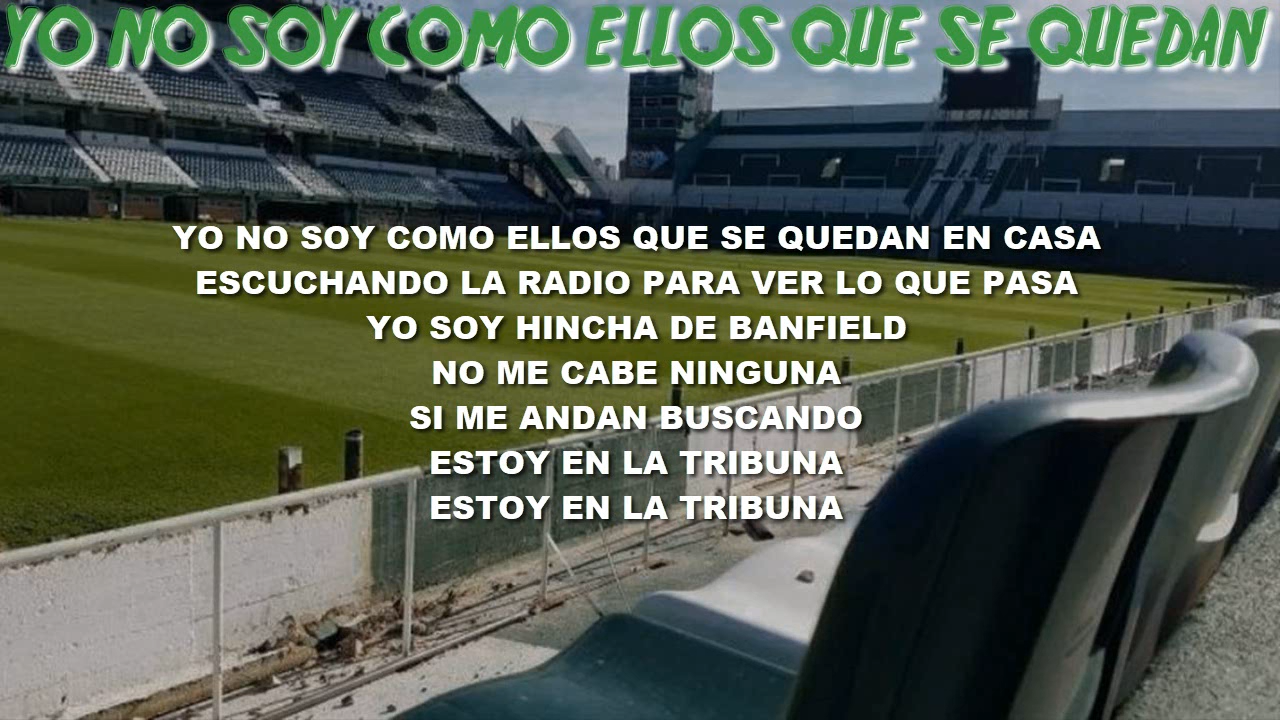 YO NO SOY COMO ELLOS QUE SE QUEDAN
YO NO SOY COMO ELLOS QUE SE QUEDAN EN CASA
ESCUCHANDO LA RADIO PARA VER LO QUE PASA
YO SOY HINCHA DE BANFIELD
NO ME CABE NINGUNA
SI ME ANDAN BUSCANDO
ESTOY EN LA TRIBUNA
ESTOY EN LA TRIBUNA